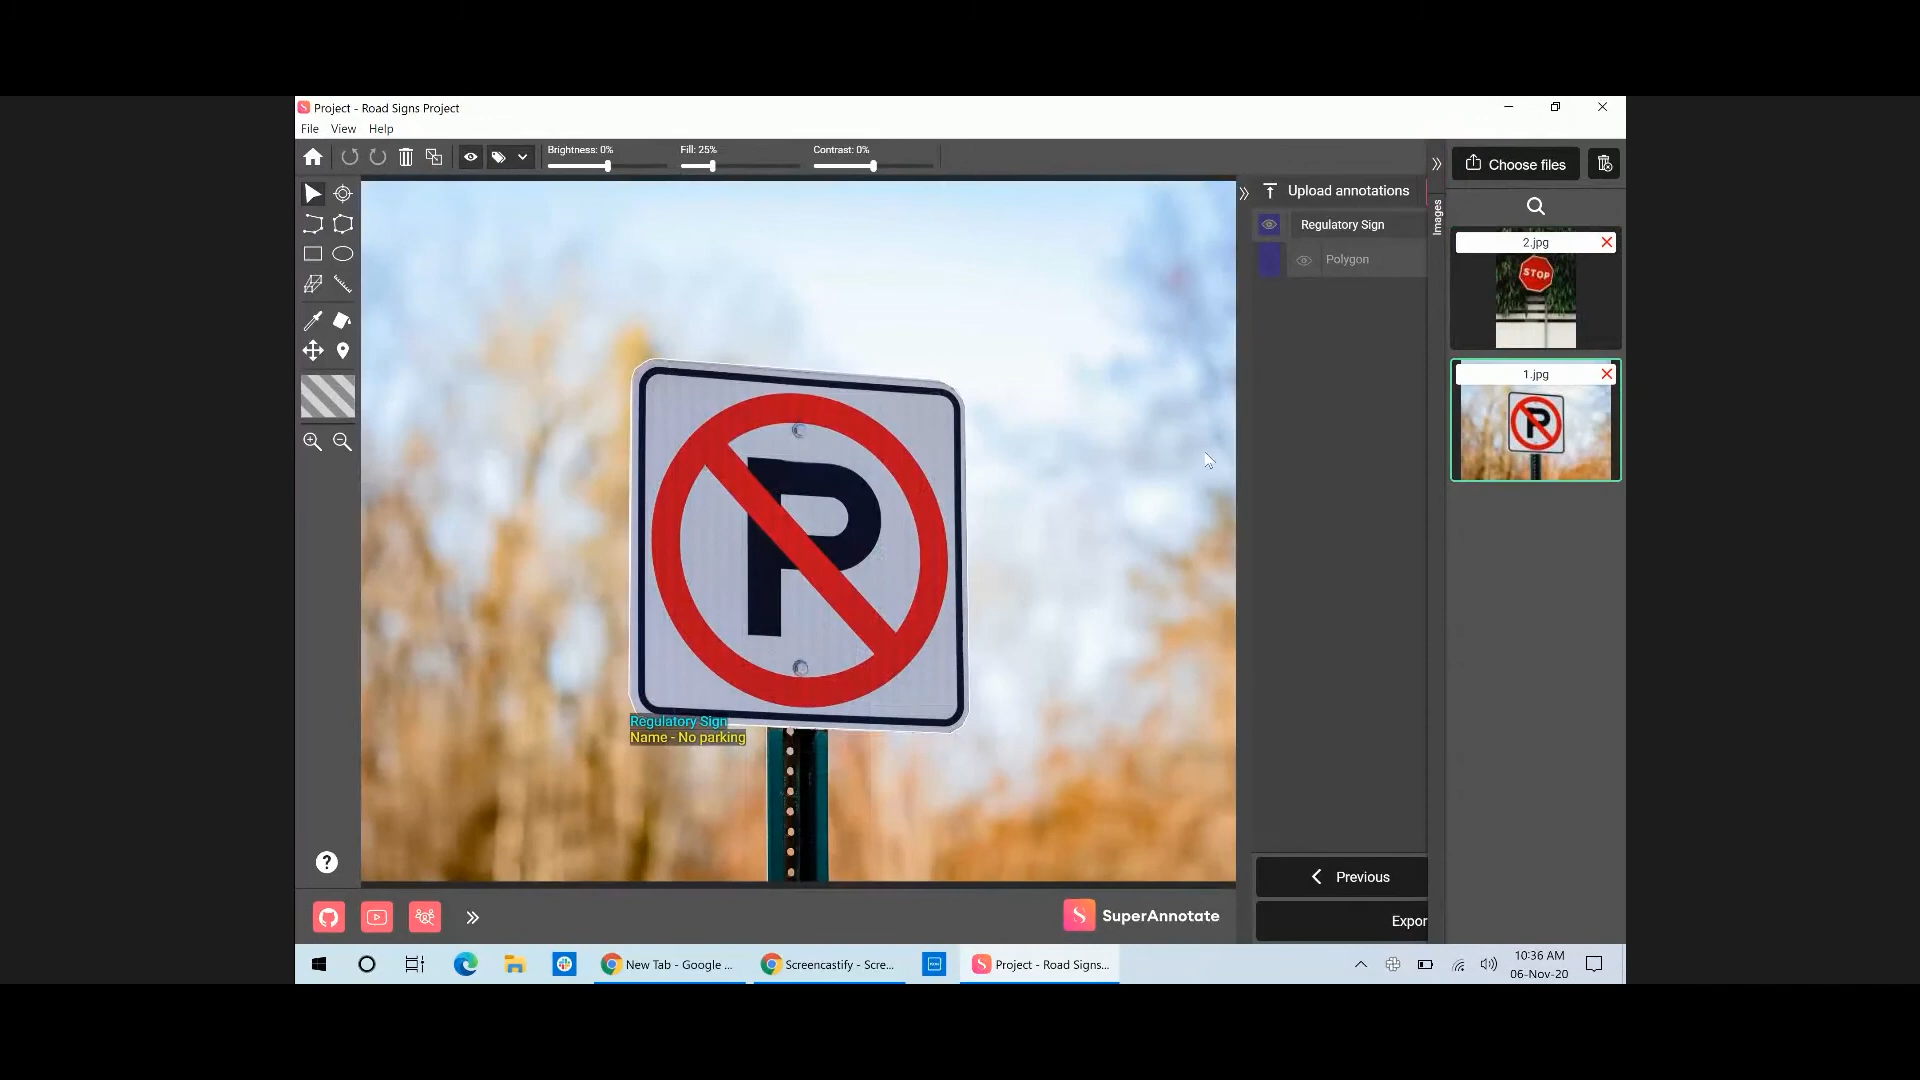 Project - Road Signs Project
File View Help
Brightness: 0% Fill: 25% Contrast: 0%
Choose files
Upload annotations
Images
Regulatory Sign
Polygon
2.jpg
STOP
1.jpg
P
P
Regulatory Sign
Name - No parking
?
Previous
Expor
SuperAnnotate
New Tab - Google ...
Screencastify - Scre...
Project - Road Signs...
10:36 AM
06-Nov-20